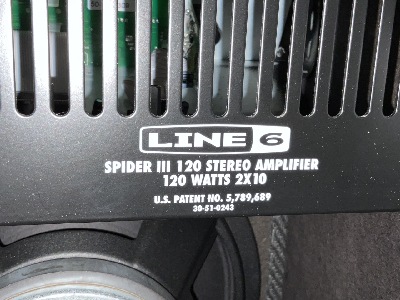 LINE 6
SPIDER III 120 STEREO AMPLIFIER
120 WATTS 2X10
U.S. PATENT NO. 5,789,689
30-51-0243